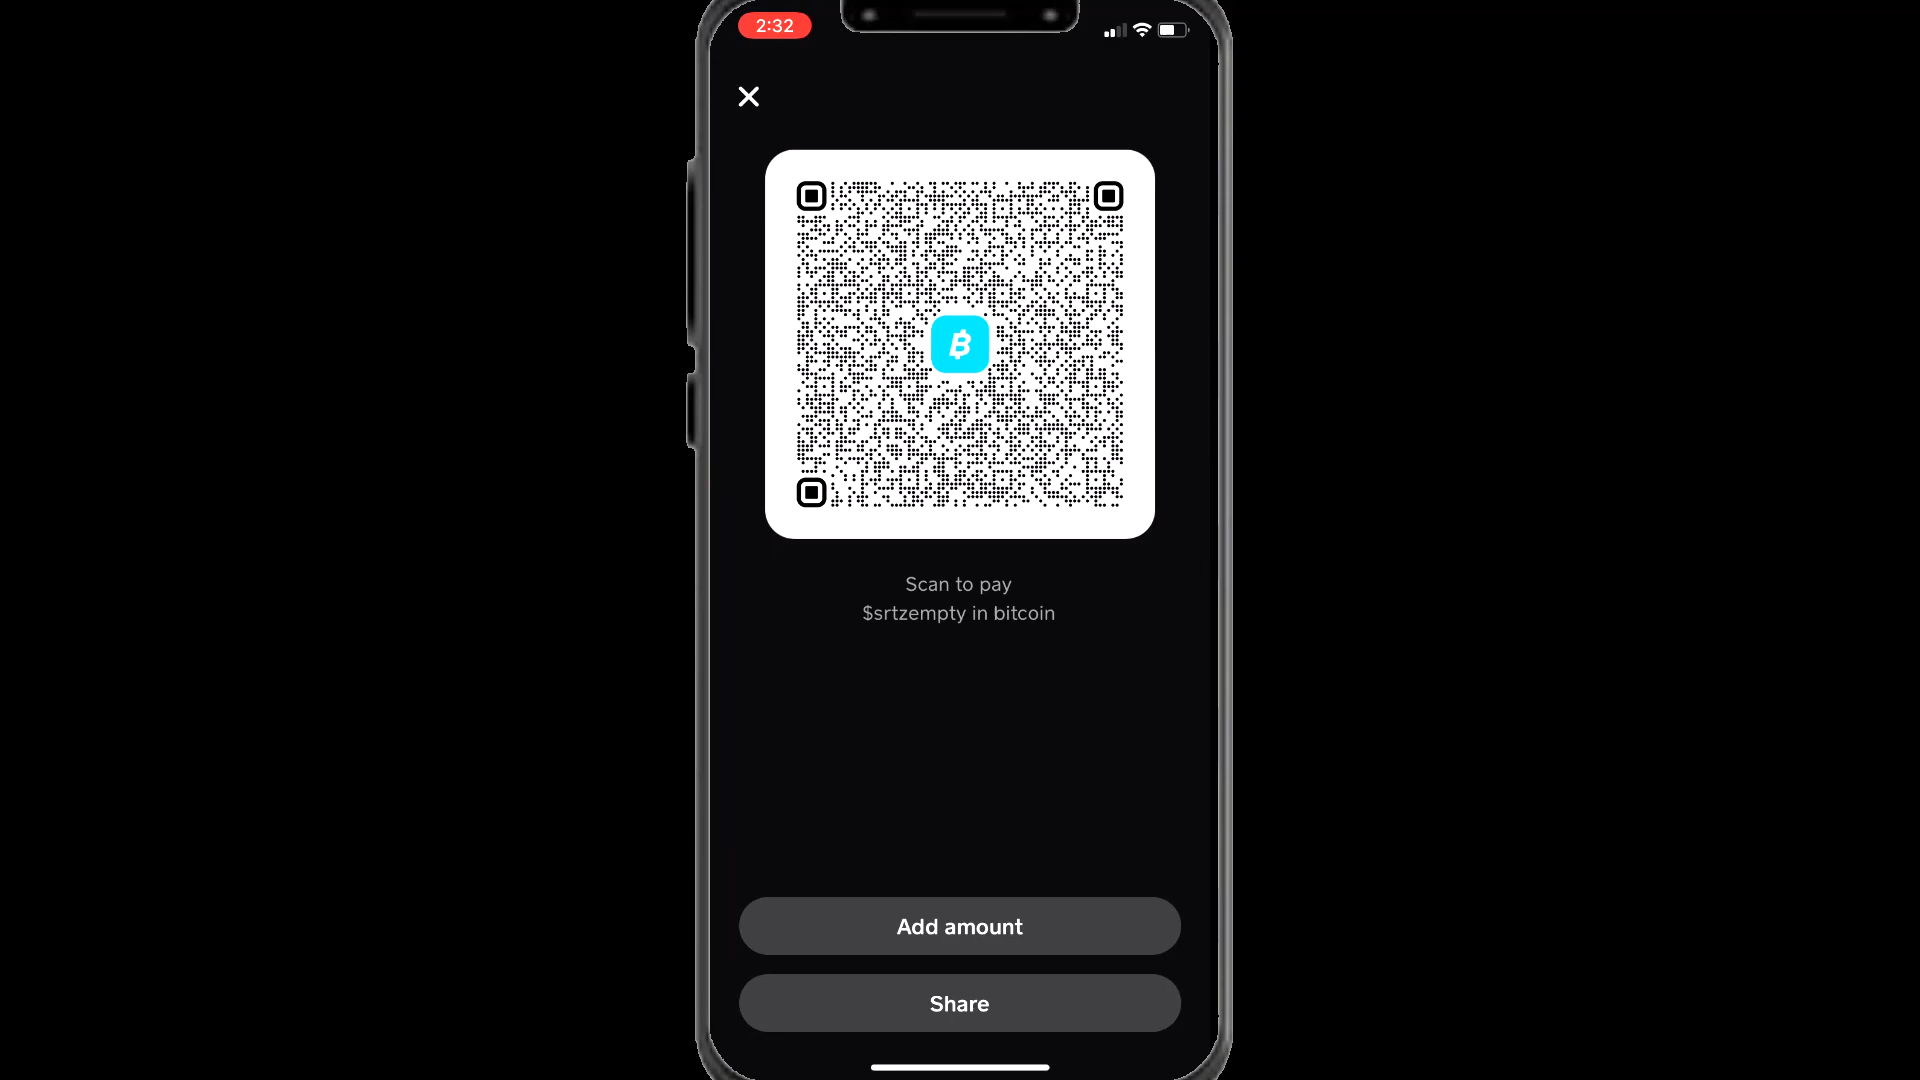 2:32
Scan to pay
$srtzempty in bitcoin
Add amount
Share